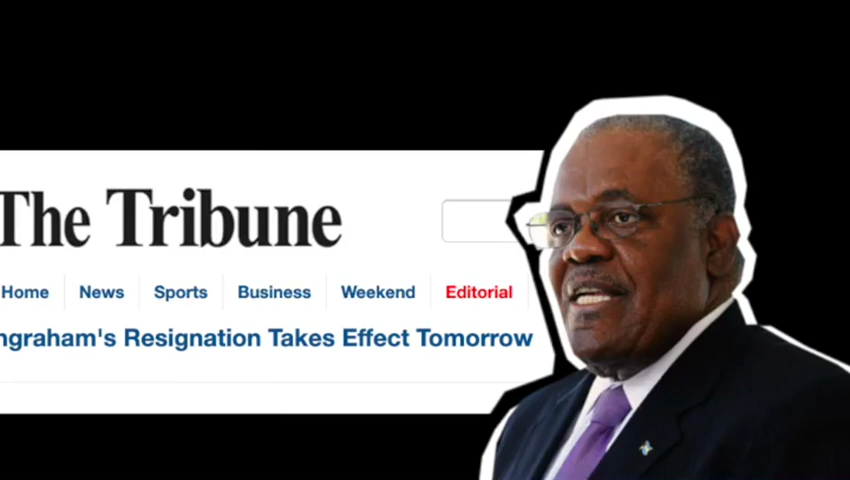 The Tribune
Home News Sports Business Weekend Editorial
ngraham's Resignation Takes Effect Tomorrow